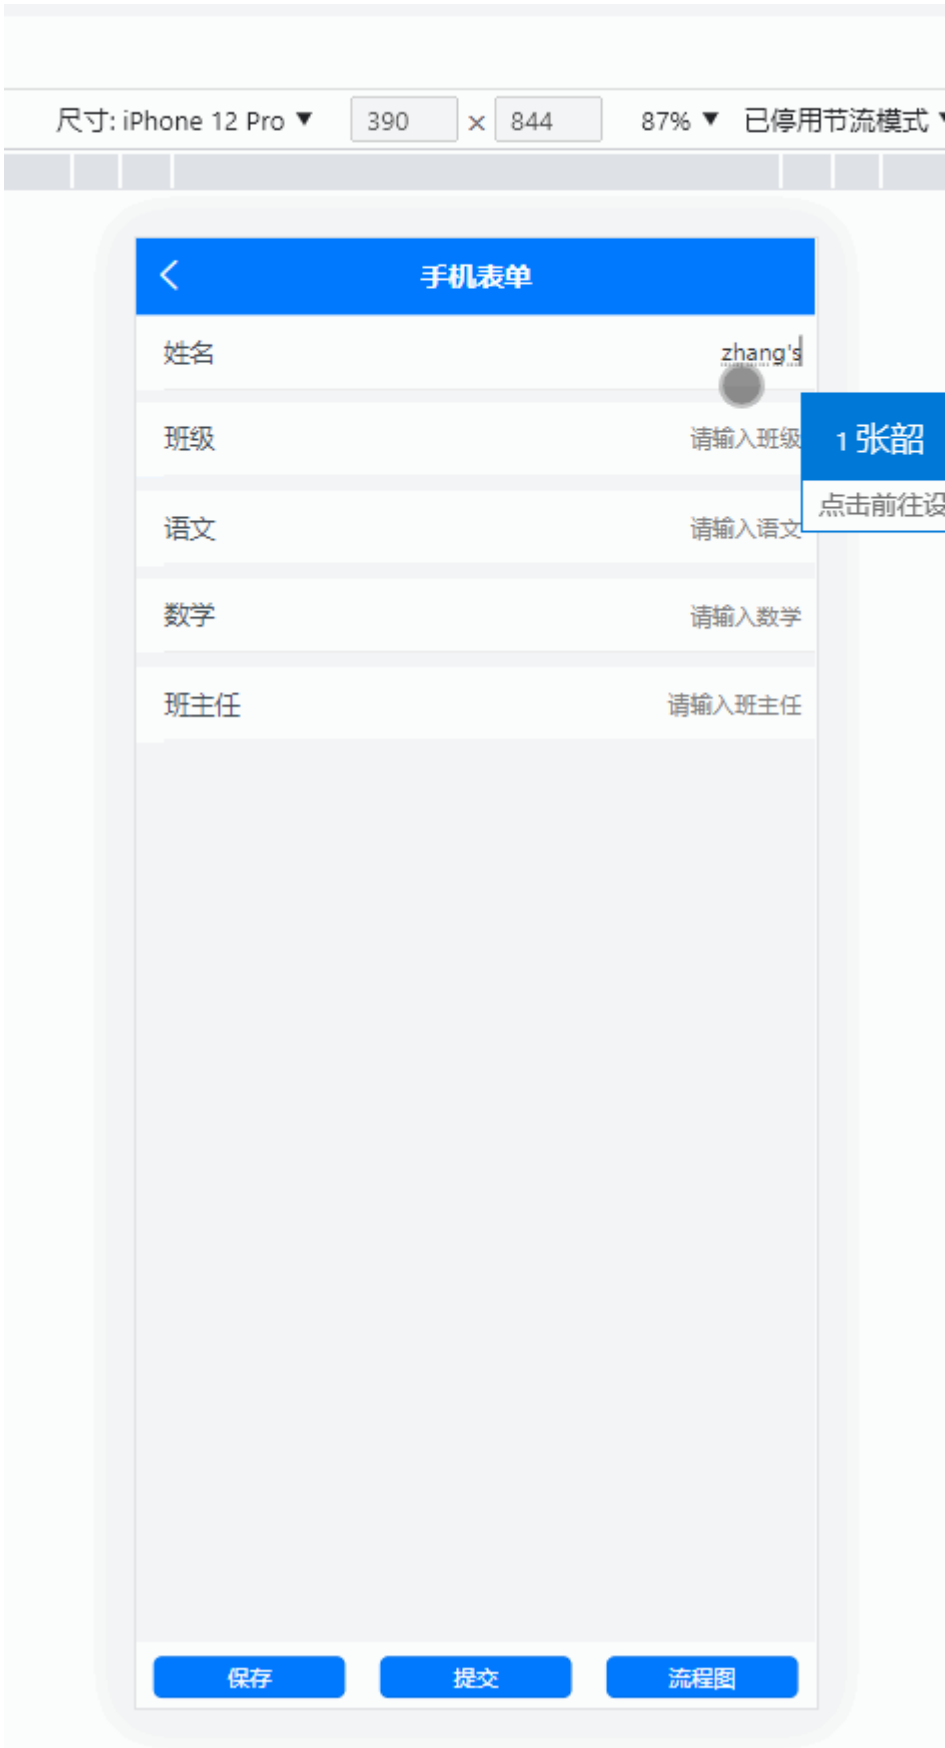 尺寸: iPhone 12 Pro ▼ 390 × 844 87% ▼ 已停用节流模式
手机表单
姓名 zhang's
班级 请输入班级
1 张韶
点击前往设
语文 请输入语文
数学 请输入数学
班主任 请输入班主任
保存 提交 流程图